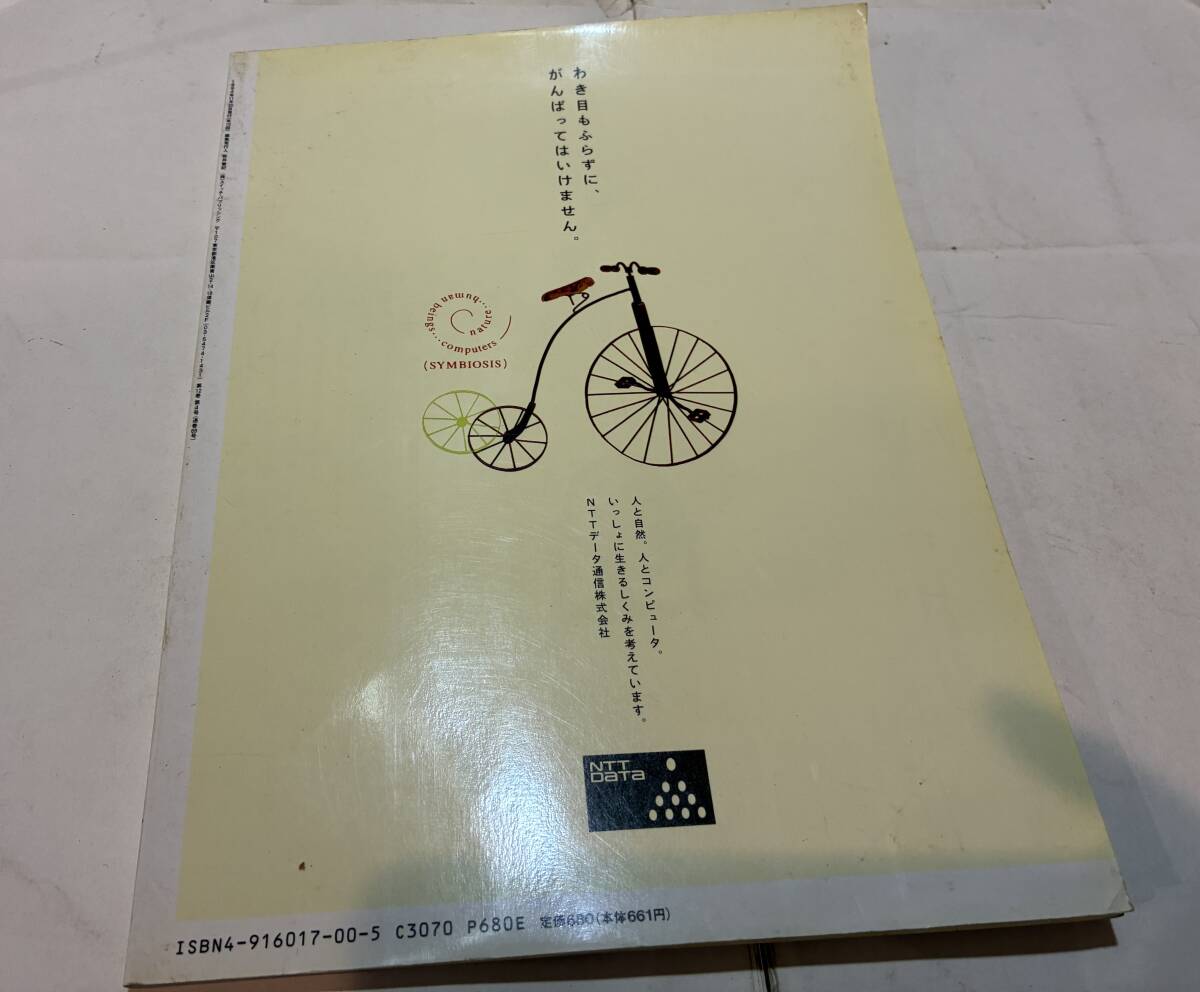 わき目もふらずに、
がんばってはいけません。
human beings...computers...nature...
(SYMBIOSIS)
人と自然。人とコンピュータ。
いっしょに生きるしくみを考えています。
NTTデータ通信株式会社
NTT
DATA
ISBN4-916017-00-5 C3070 P680E 定価680(本体661円)